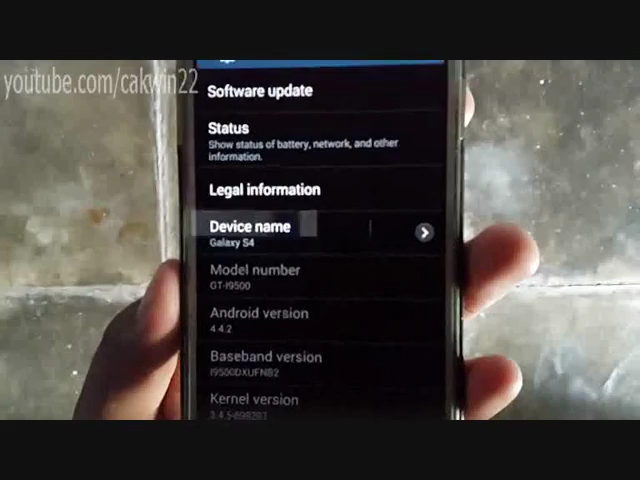 youtube.com/cakwin22
Software update
Status
Show status of battery, network, and other
information.
Legal information
Device name
Galaxy S4
Model number
GT-I9500
Android version
4.4.2
Baseband version
I9500DXUFNB2
Kernel version